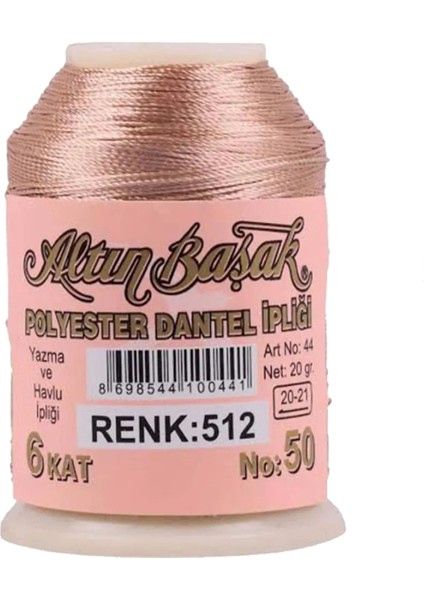 Altın Başak ®
POLYESTER DANTEL İPLİĞİ
Yazma
ve
Havlu
İpliği
8 698544 100441
Art No: 44
Net: 20 gr.
20-21
RENK:512
6 KAT
No: 50